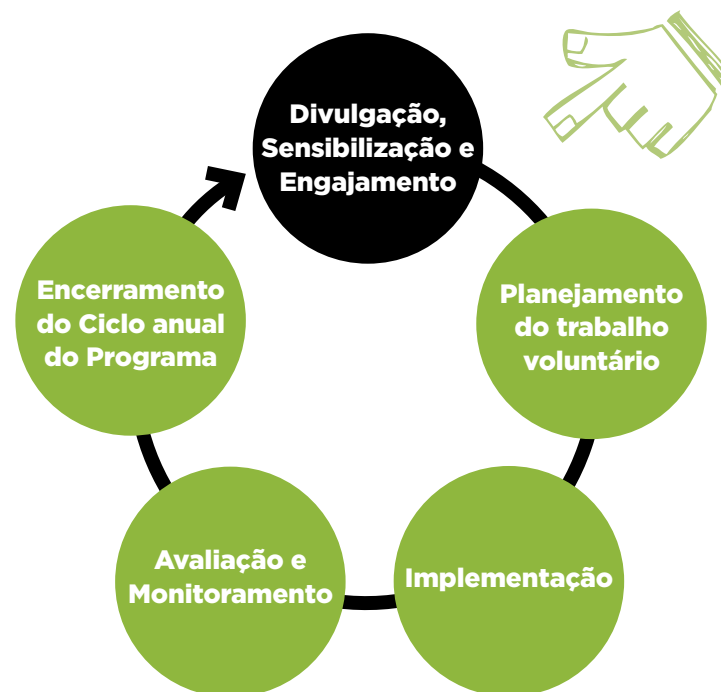 Divulgação,
Sensibilização e
Engajamento
Planejamento
do trabalho
voluntário
Implementação
Avaliação e
Monitoramento
Encerramento
do Ciclo anual
do Programa